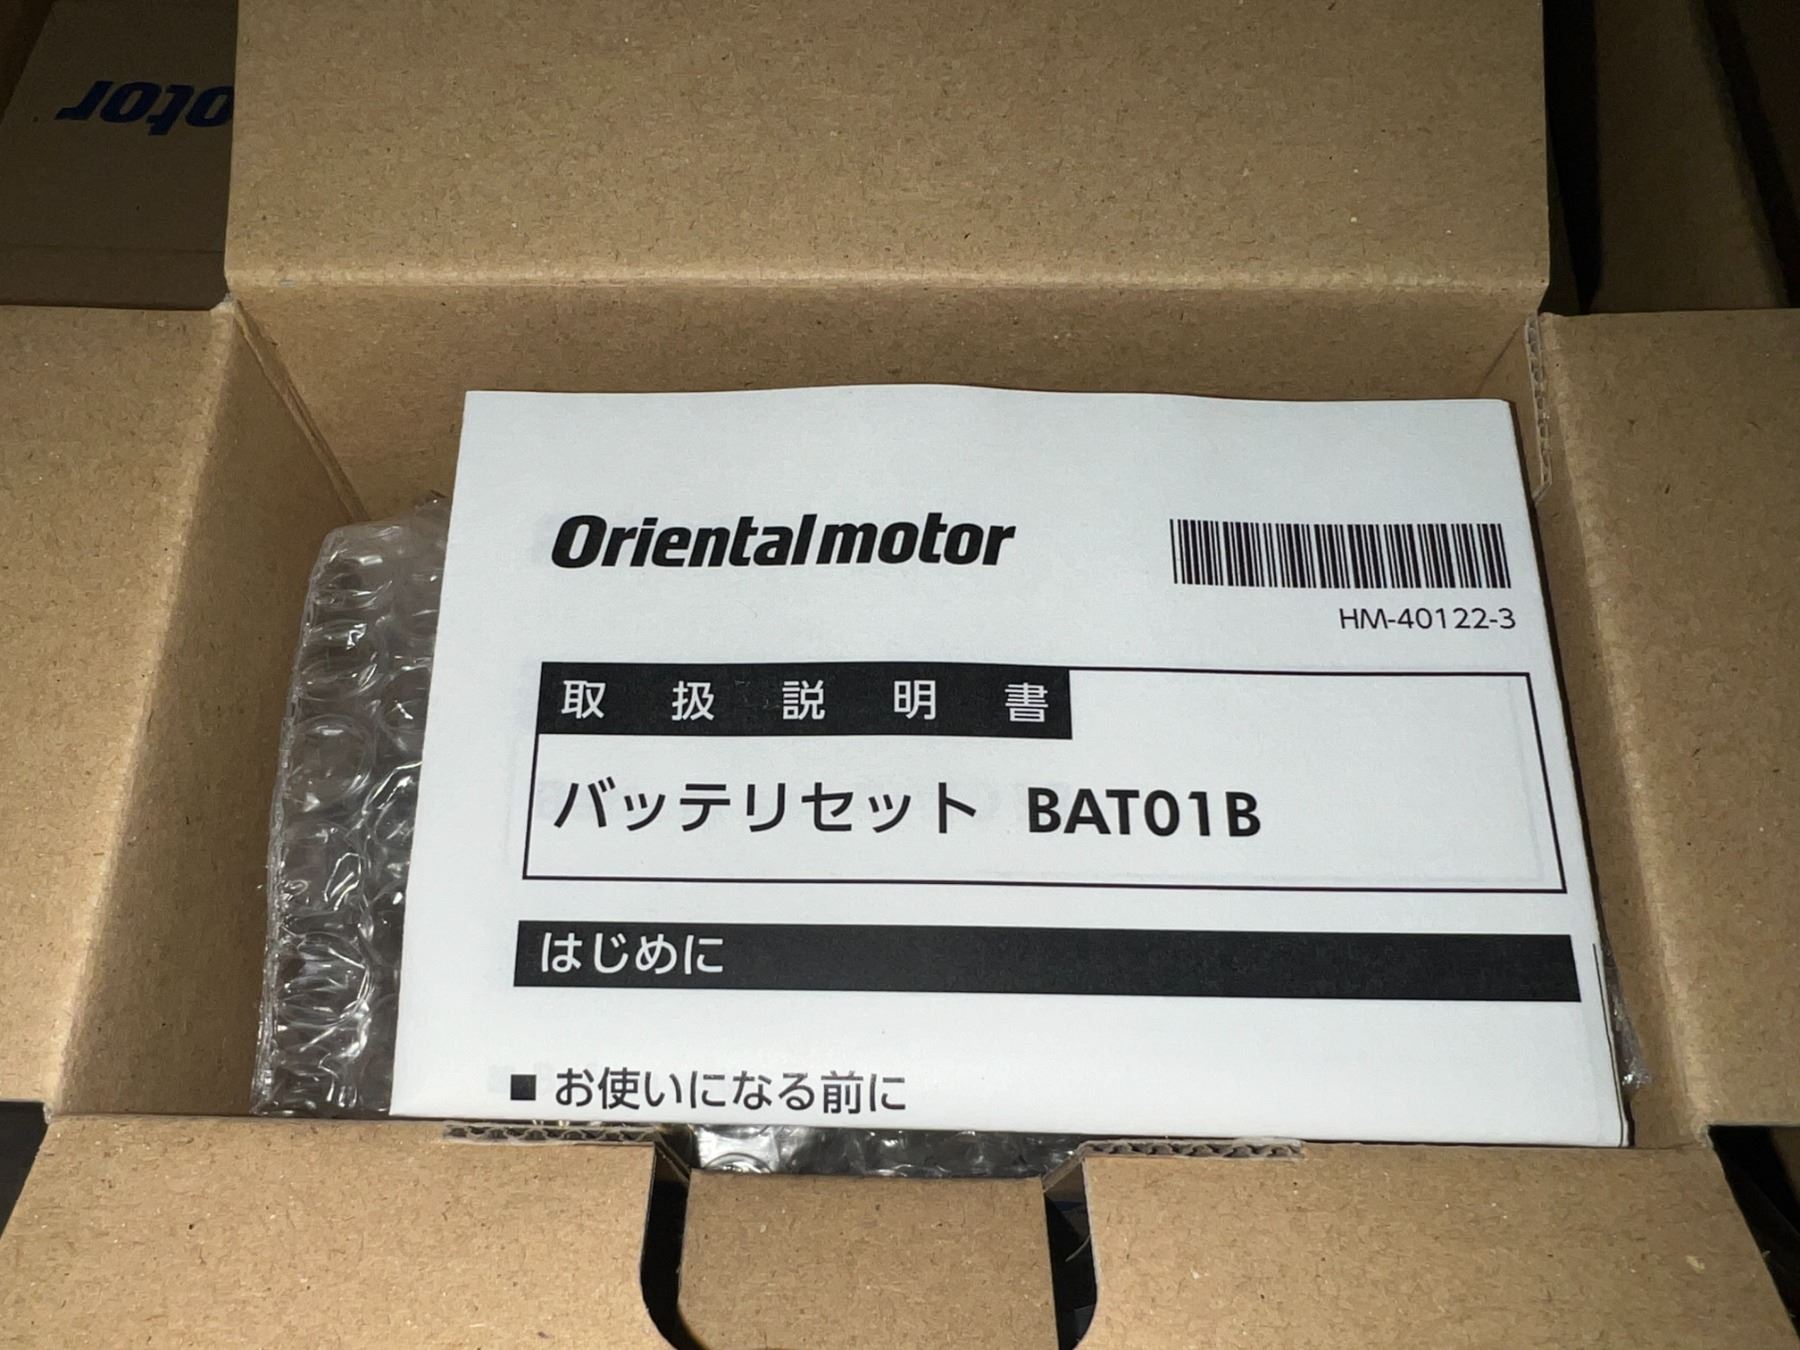 otor
Orientalmotor
HM-40122-3
取扱説明書
バッテリセット BAT01B
はじめに
■ お使いになる前に